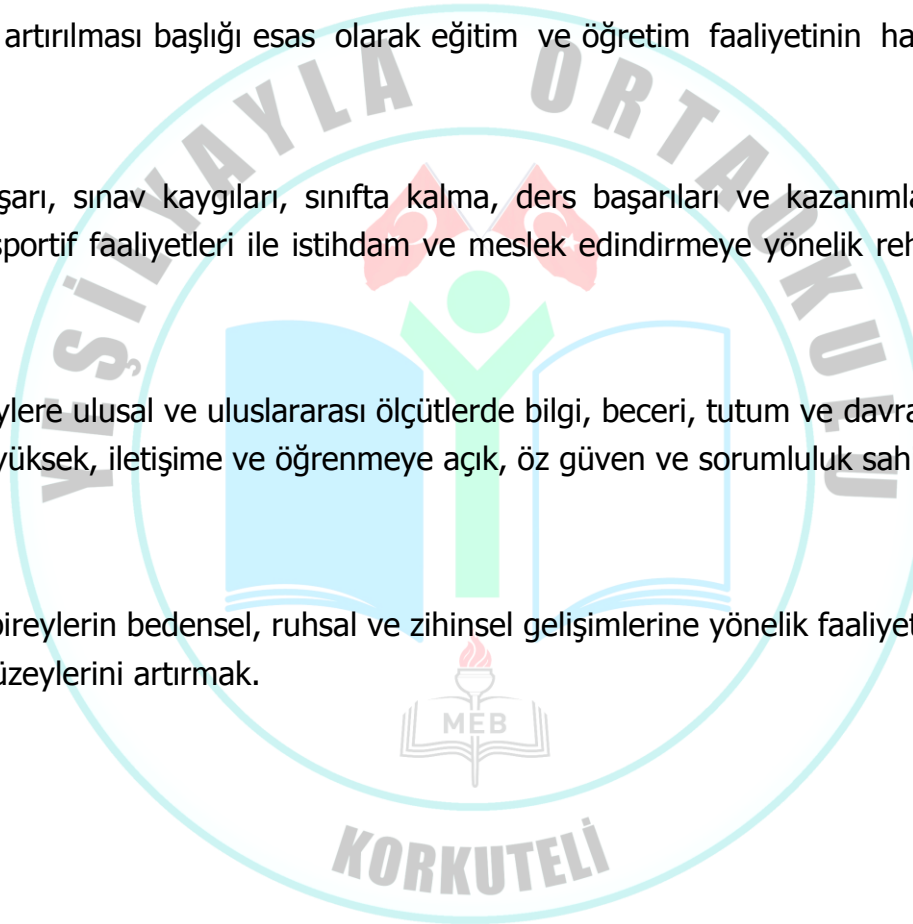 artırılması başlığı esas olarak eğitim ve öğretim faaliyetinin ha
YEŞİLYAYLA ORTAOKULU
şarı, sınav kaygıları, sınıfta kalma, ders başarıları ve kazanımla
sportif faaliyetleri ile istihdam ve meslek edindirmeye yönelik reh
ylere ulusal ve uluslararası ölçütlerde bilgi, beceri, tutum ve davra
yüksek, iletişime ve öğrenmeye açık, öz güven ve sorumluluk sah
bireylerin bedensel, ruhsal ve zihinsel gelişimlerine yönelik faaliyet
üzeylerini artırmak.
MEB
KORKUTELİ